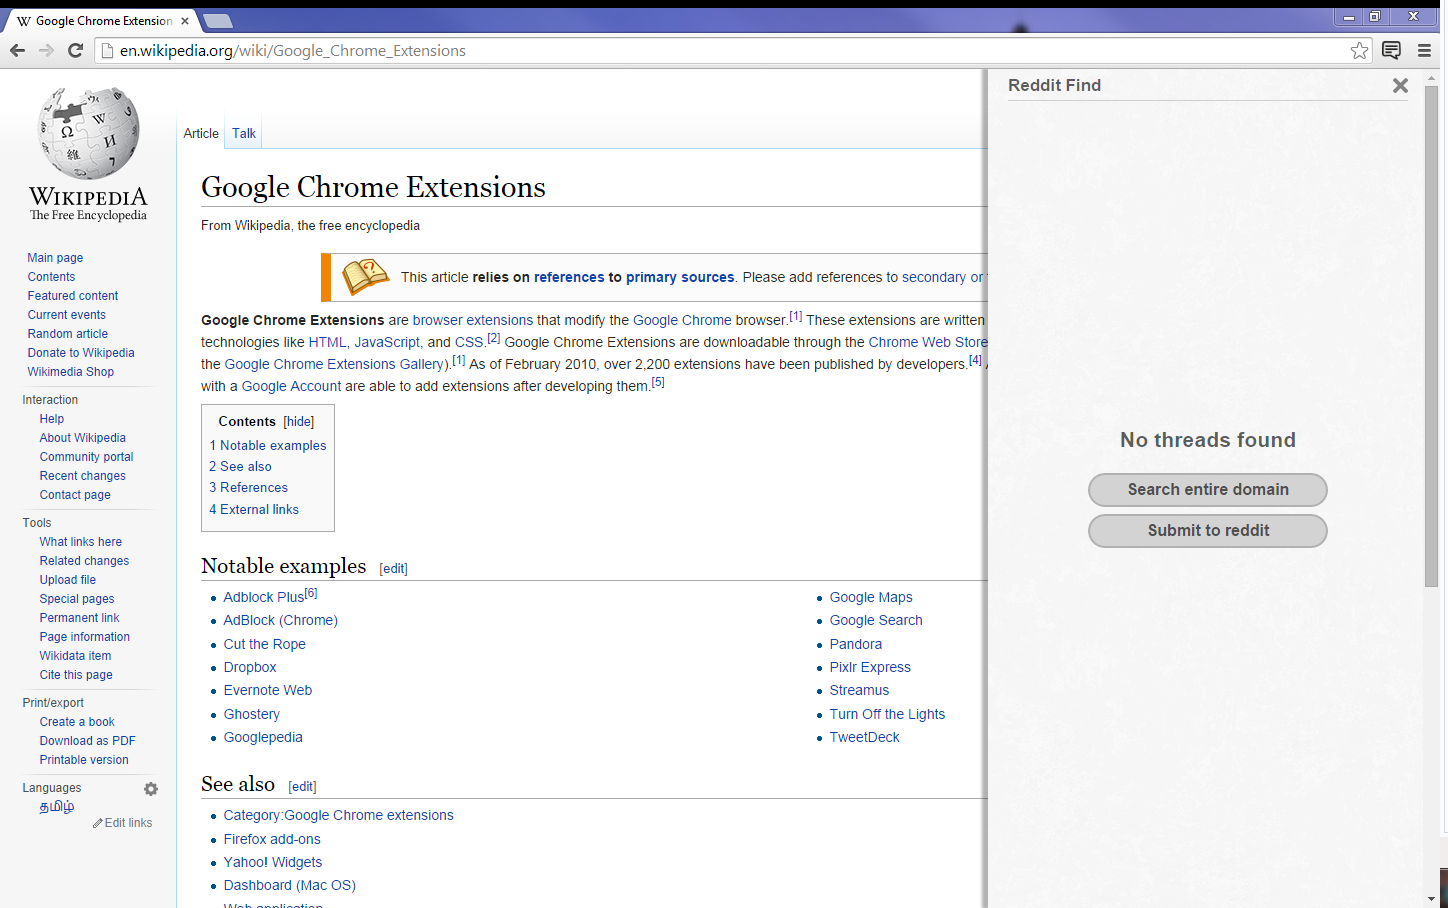 Google Chrome Extension
en.wikipedia.org/wiki/Google_Chrome_Extensions
WIKIPEDIA
The Free Encyclopedia
Main page
Contents
Featured content
Current events
Random article
Donate to Wikipedia
Wikimedia Shop
Interaction
Help
About Wikipedia
Community portal
Recent changes
Contact page
Tools
What links here
Related changes
Upload file
Special pages
Permanent link
Page information
Wikidata item
Cite this page
Print/export
Create a book
Download as PDF
Printable version
Languages
தமிழ்
Edit links
Article Talk
Google Chrome Extensions
From Wikipedia, the free encyclopedia
This article relies on references to primary sources. Please add references to secondary or
Google Chrome Extensions are browser extensions that modify the Google Chrome browser.[1] These extensions are written
technologies like HTML, JavaScript, and CSS.[2] Google Chrome Extensions are downloadable through the Chrome Web Store
the Google Chrome Extensions Gallery).[1] As of February 2010, over 2,200 extensions have been published by developers.[4]
with a Google Account are able to add extensions after developing them.[5]
Contents [hide]
1 Notable examples
2 See also
3 References
4 External links
Notable examples [edit]
Adblock Plus[6]
AdBlock (Chrome)
Cut the Rope
Dropbox
Evernote Web
Ghostery
Googlepedia
Google Maps
Google Search
Pandora
Pixlr Express
Streamus
Turn Off the Lights
TweetDeck
See also [edit]
Category:Google Chrome extensions
Firefox add-ons
Yahoo! Widgets
Dashboard (Mac OS)
Web application
Reddit Find
No threads found
Search entire domain
Submit to reddit